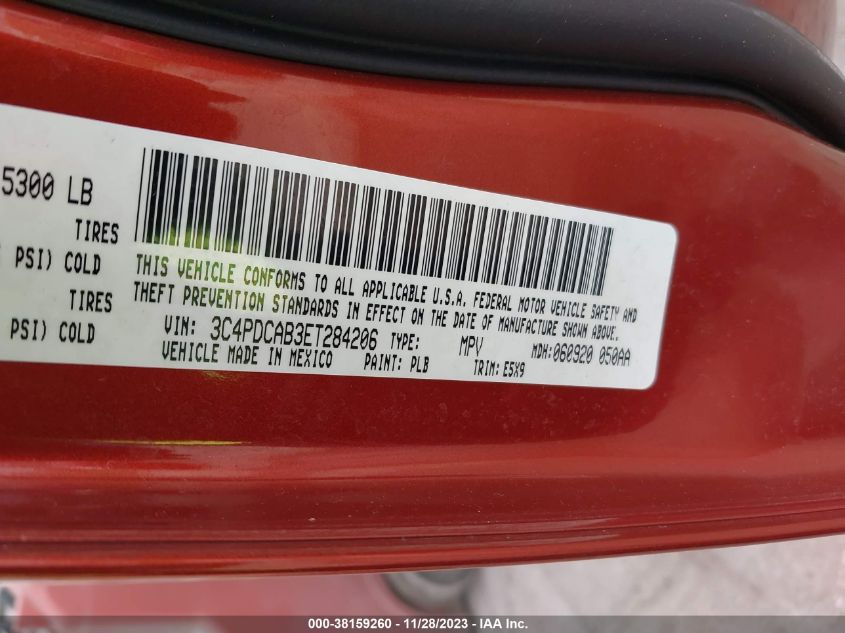 5300 LB
TIRES
PSI) COLD
TIRES
PSI) COLD
THIS VEHICLE CONFORMS TO ALL APPLICABLE U.S.A. FEDERAL MOTOR VEHICLE SAFETY AND
THEFT PREVENTION STANDARDS IN EFFECT ON THE DATE OF MANUFACTURE SHOWN ABOVE.
VIN: 3C4PDCAB3ET284206 TYPE: MPV MDH:060920 050AA
VEHICLE MADE IN MEXICO PAINT: PLB TRIM: E5X9
000-38159260 - 11/28/2023 - IAA Inc.